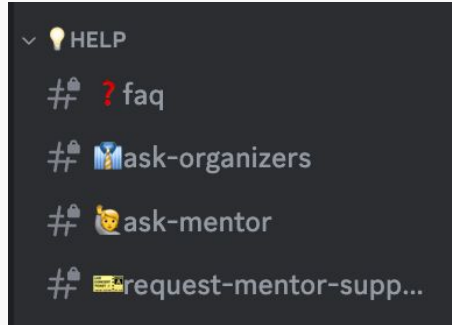 💡HELP
❓faq
👔ask-organizers
🙋ask-mentor
🎫request-mentor-supp...